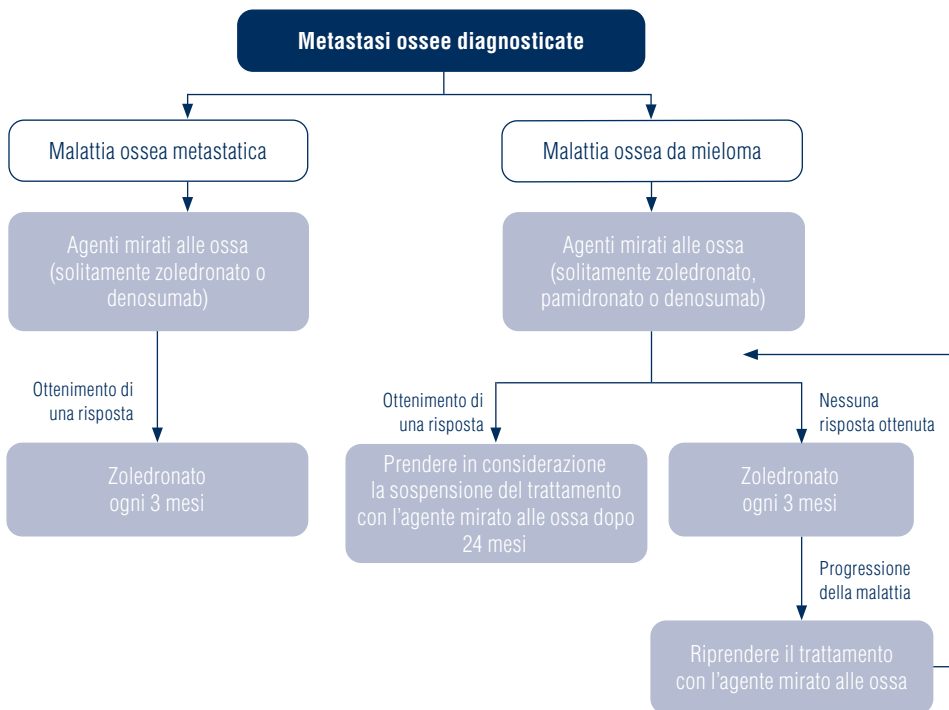 Metastasi ossee diagnosticate
Malattia ossea metastatica
Malattia ossea da mieloma
Agenti mirati alle ossa
(solitamente zoledronato o
denosumab)
Agenti mirati alle ossa
(solitamente zoledronato,
pamidronato o denosumab)
Ottenimento di
una risposta
Ottenimento di
una risposta
Nessuna
risposta ottenuta
Zoledronato
ogni 3 mesi
Prendere in considerazione
la sospensione del trattamento
con l'agente mirato alle ossa dopo
24 mesi
Zoledronato
ogni 3 mesi
Progressione
della malattia
Riprendere il trattamento
con l'agente mirato alle ossa